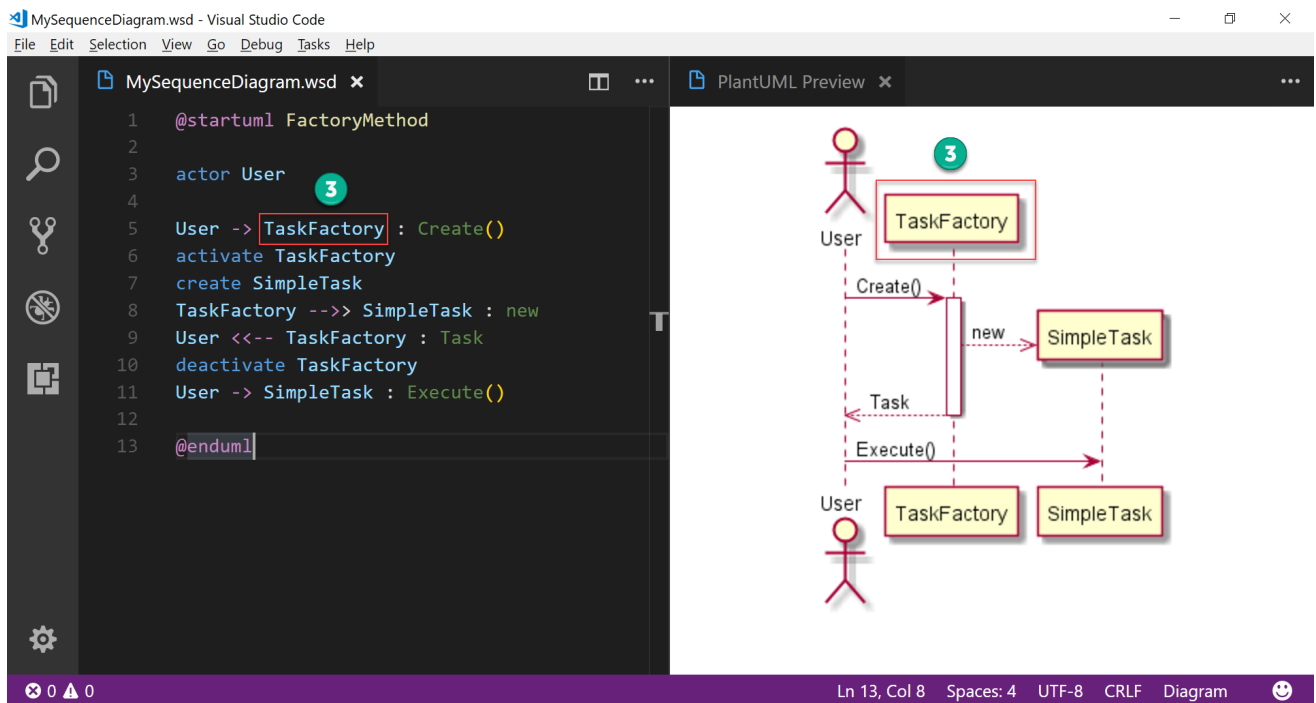 MySequenceDiagram.wsd - Visual Studio Code
File Edit Selection View Go Debug Tasks Help
MySequenceDiagram.wsd
1 @startuml FactoryMethod
2
3 actor User
4
3
5 User -> TaskFactory : Create()
6 activate TaskFactory
7 create SimpleTask
8 TaskFactory -->> SimpleTask : new
9 User <<-- TaskFactory : Task
10 deactivate TaskFactory
11 User -> SimpleTask : Execute()
12
13 @enduml
PlantUML Preview
3
TaskFactory
User
Create()
new
SimpleTask
Task
Execute()
User
TaskFactory
SimpleTask
0 0
Ln 13, Col 8 Spaces: 4 UTF-8 CRLF Diagram